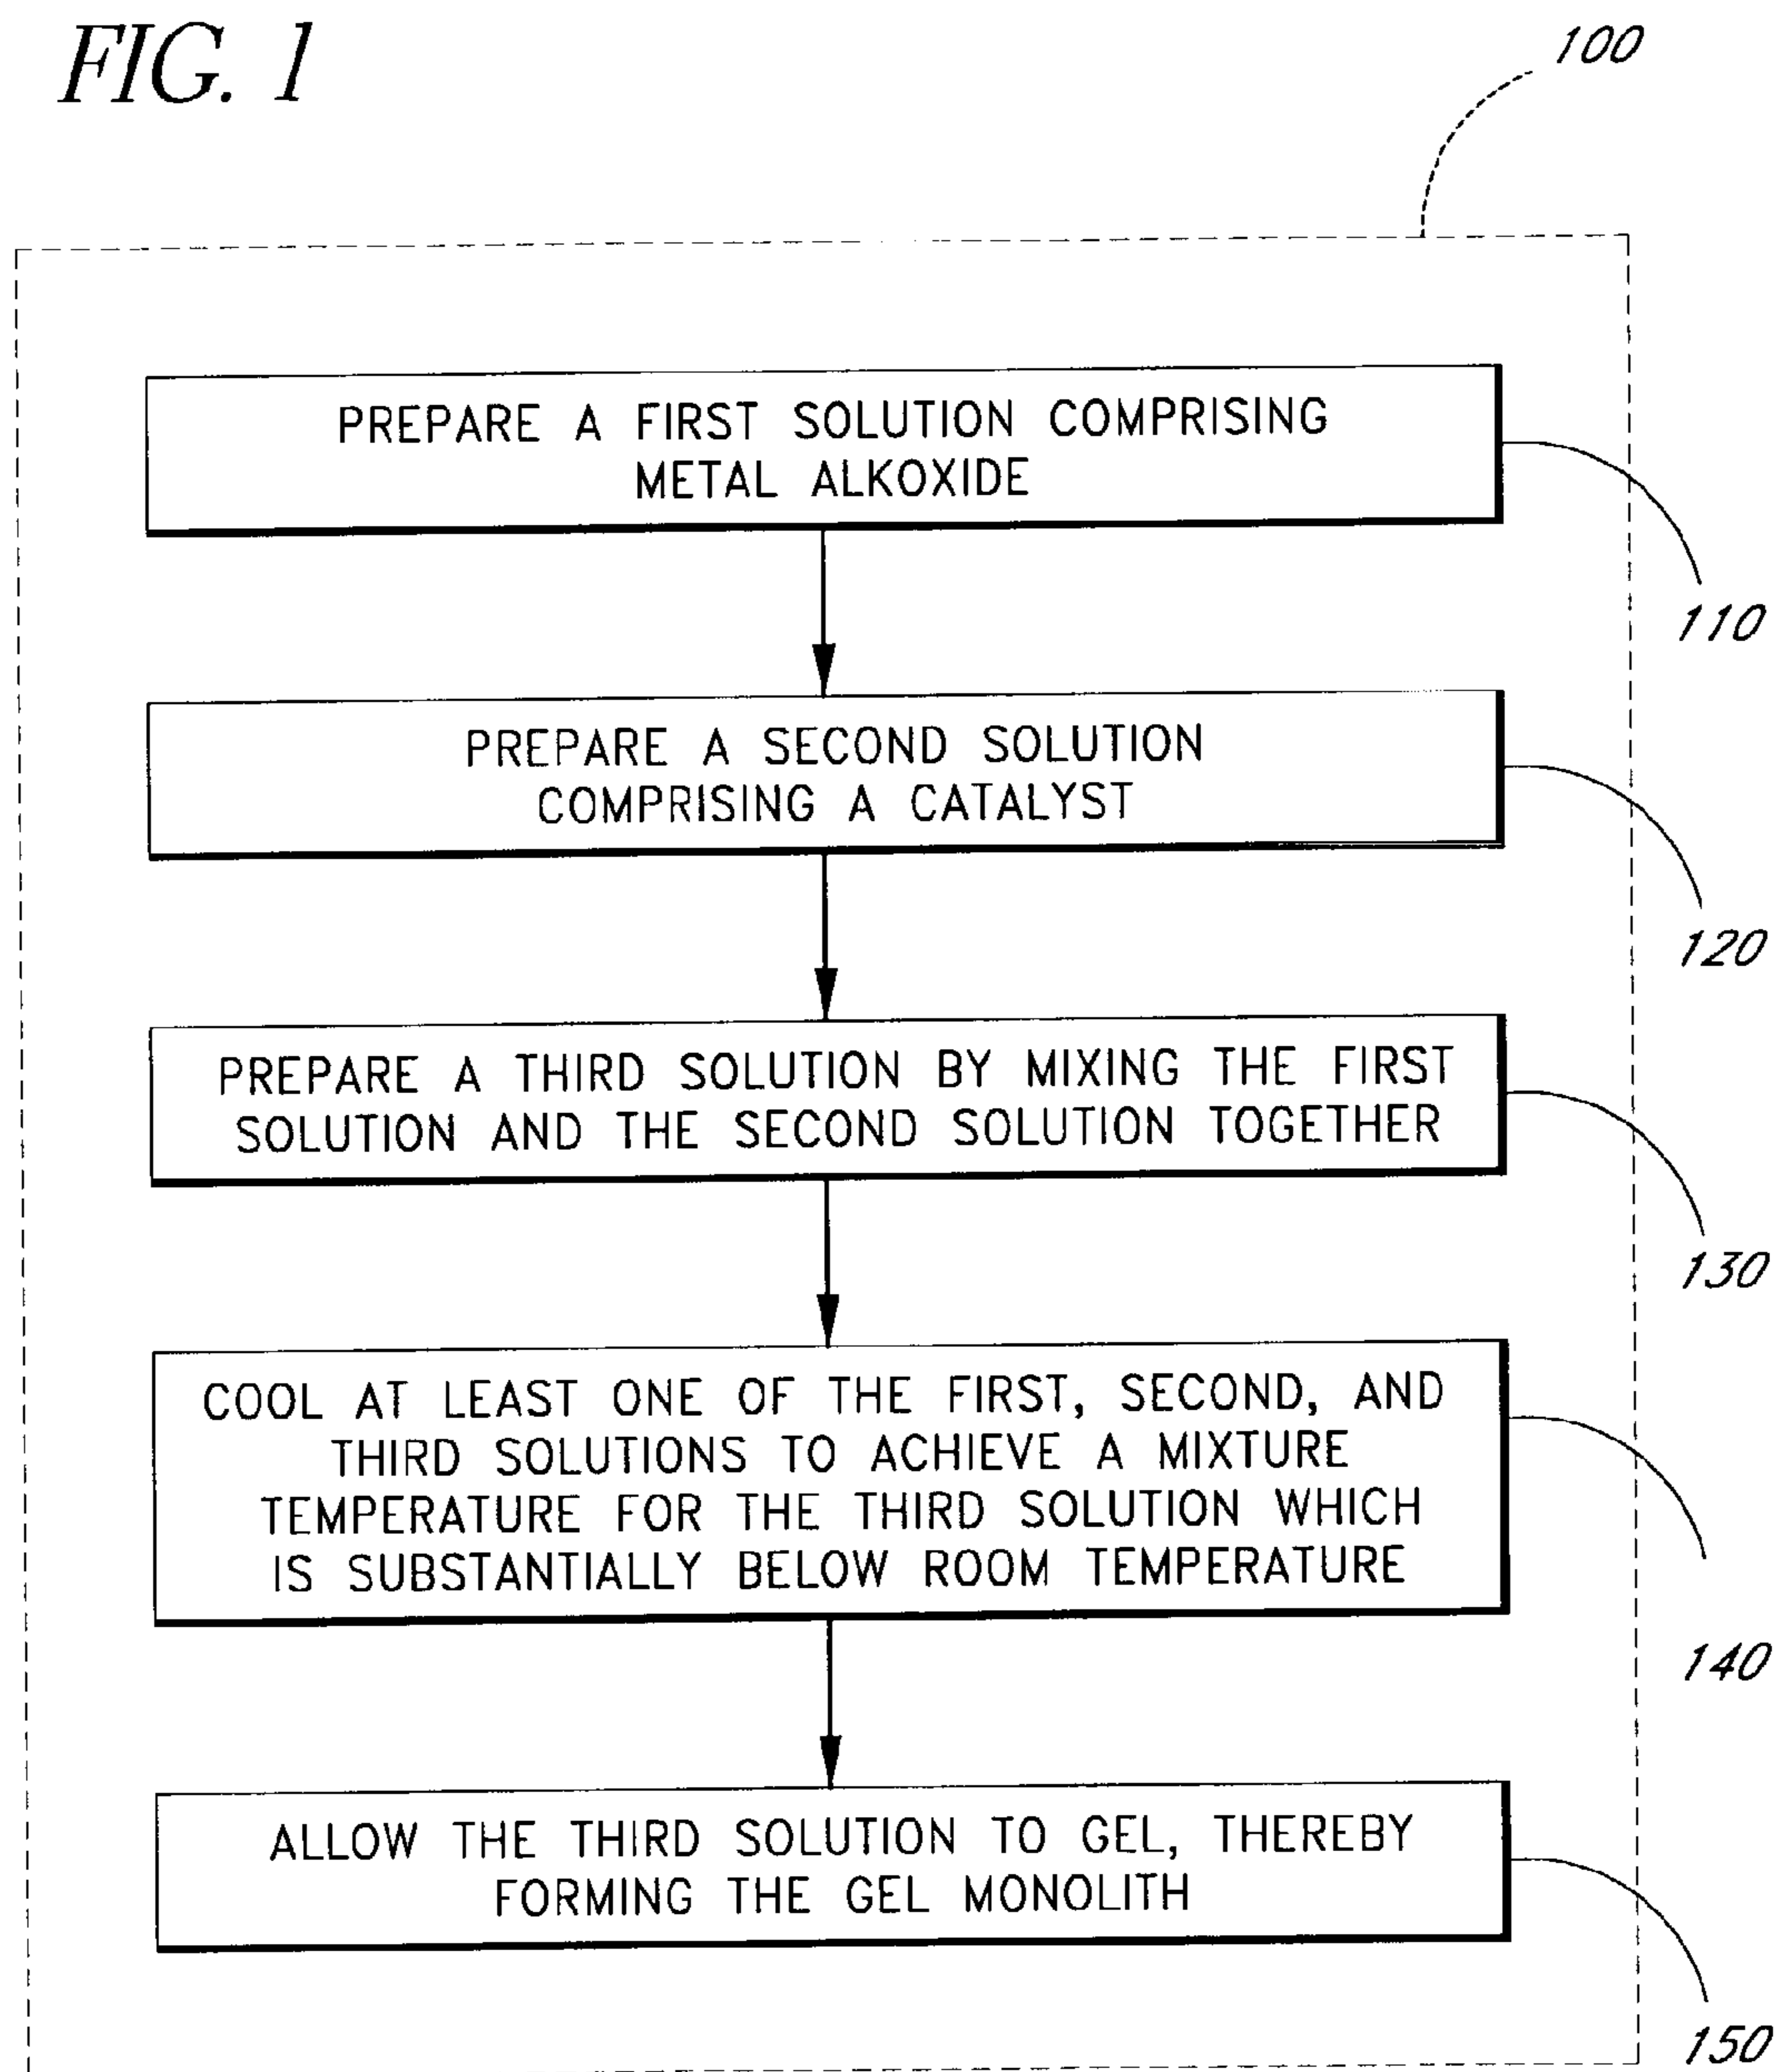 FIG. 1
100
PREPARE A FIRST SOLUTION COMPRISING
METAL ALKOXIDE
110
PREPARE A SECOND SOLUTION
COMPRISING A CATALYST
120
PREPARE A THIRD SOLUTION BY MIXING THE FIRST
SOLUTION AND THE SECOND SOLUTION TOGETHER
130
COOL AT LEAST ONE OF THE FIRST, SECOND, AND
THIRD SOLUTIONS TO ACHIEVE A MIXTURE
TEMPERATURE FOR THE THIRD SOLUTION WHICH
IS SUBSTANTIALLY BELOW ROOM TEMPERATURE
140
ALLOW THE THIRD SOLUTION TO GEL, THEREBY
FORMING THE GEL MONOLITH
150